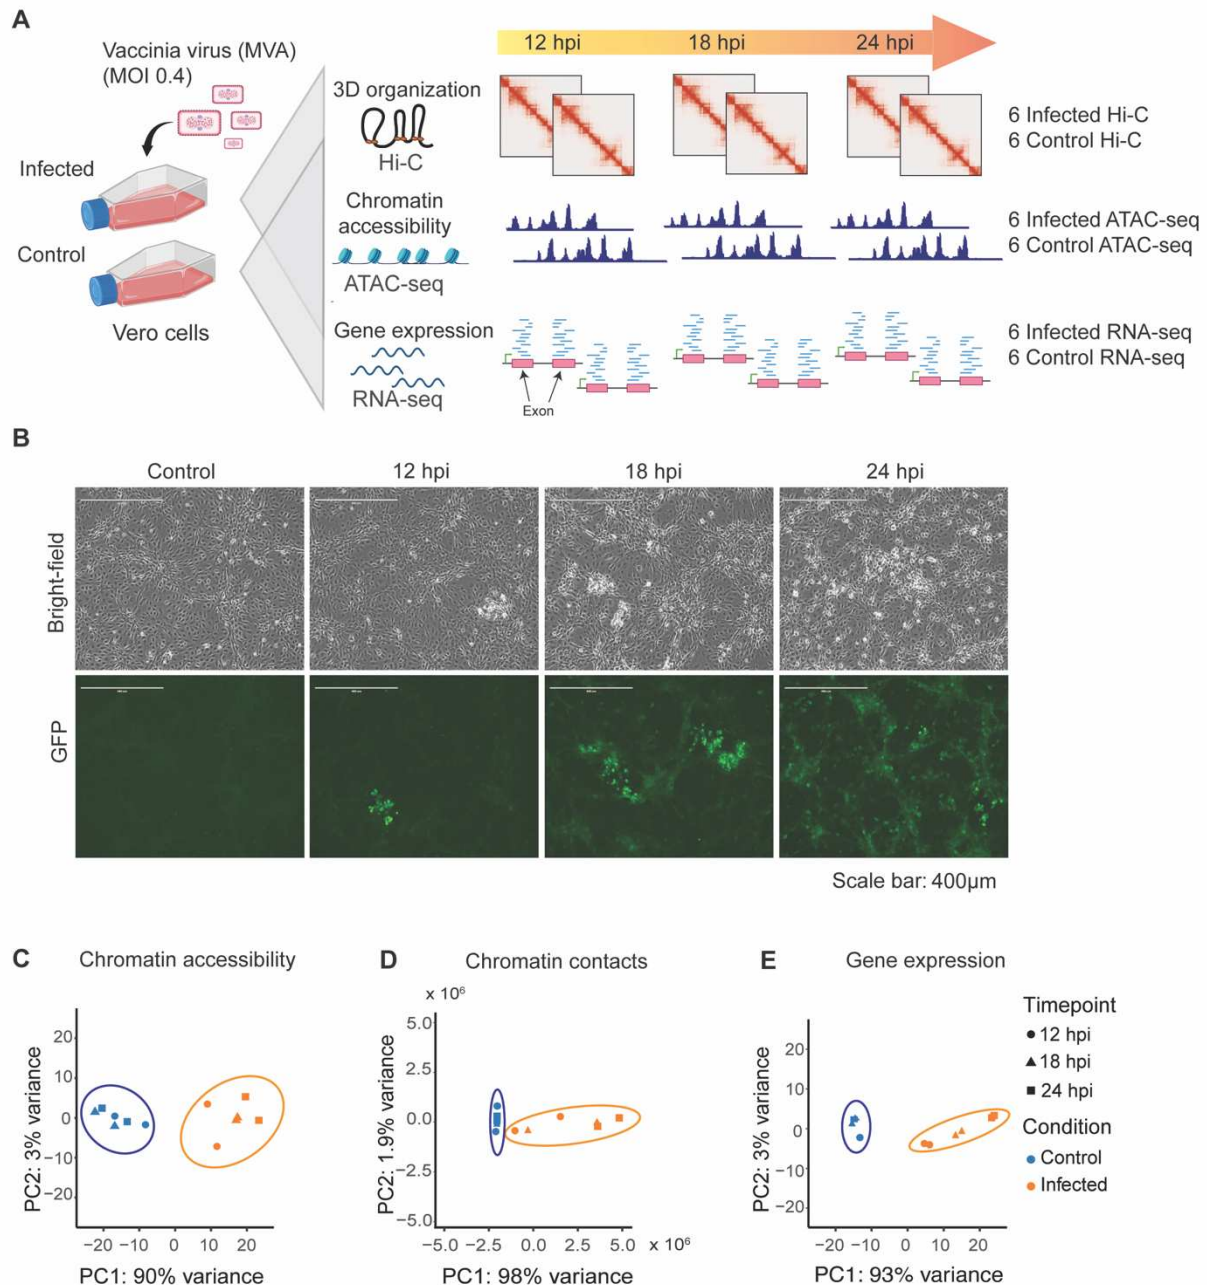 A
Vaccinia virus (MVA)
(MOI 0.4)
Infected
Control
Vero cells
3D organization
Hi-C
Chromatin
accessibility
ATAC-seq
Gene expression
RNA-seq
12 hpi 18 hpi 24 hpi
6 Infected Hi-C
6 Control Hi-C
6 Infected ATAC-seq
6 Control ATAC-seq
6 Infected RNA-seq
6 Control RNA-seq
Exon
B
Control 12 hpi 18 hpi 24 hpi
Bright-field
GFP
Scale bar: 400µm
C Chromatin accessibility
PC2: 3% variance
20
10
0
−10
−20
−20 −10 0 10 20
PC1: 90% variance
D Chromatin contacts
x 10⁶
PC2: 1.9% variance
5.0
2.5
0.0
−2.5
−5.0
−5.0 −2.5 0 2.5 5.0 x 10⁶
PC1: 98% variance
E Gene expression
PC2: 3% variance
20
10
0
−10
−20
−20 −10 0 10 20
PC1: 93% variance
Timepoint
12 hpi
18 hpi
24 hpi
Condition
Control
Infected